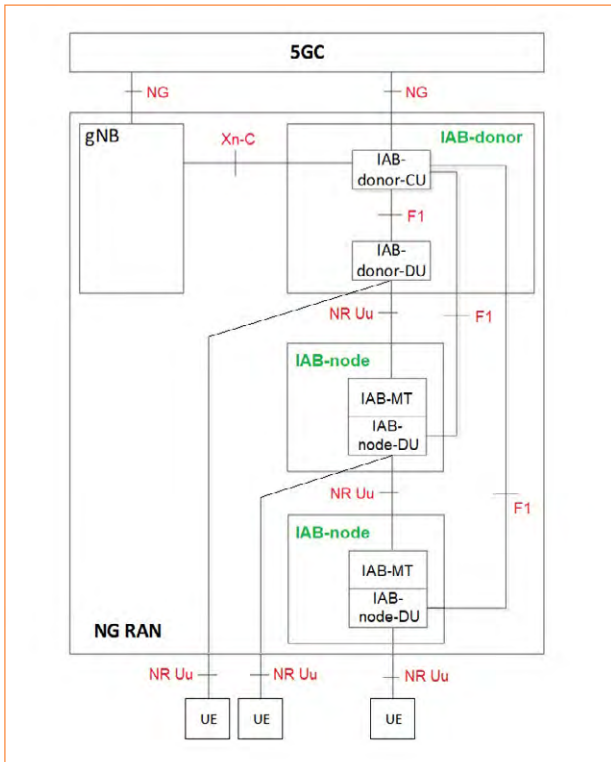 5GC
NG
NG
gNB
Xn-C
IAB-donor
IAB-
donor-CU
F1
IAB-
donor-DU
NR Uu
F1
IAB-node
IAB-MT
IAB-
node-DU
NR Uu
F1
IAB-node
IAB-MT
IAB-
node-DU
NG RAN
NR Uu
NR Uu
NR Uu
UE
UE
UE